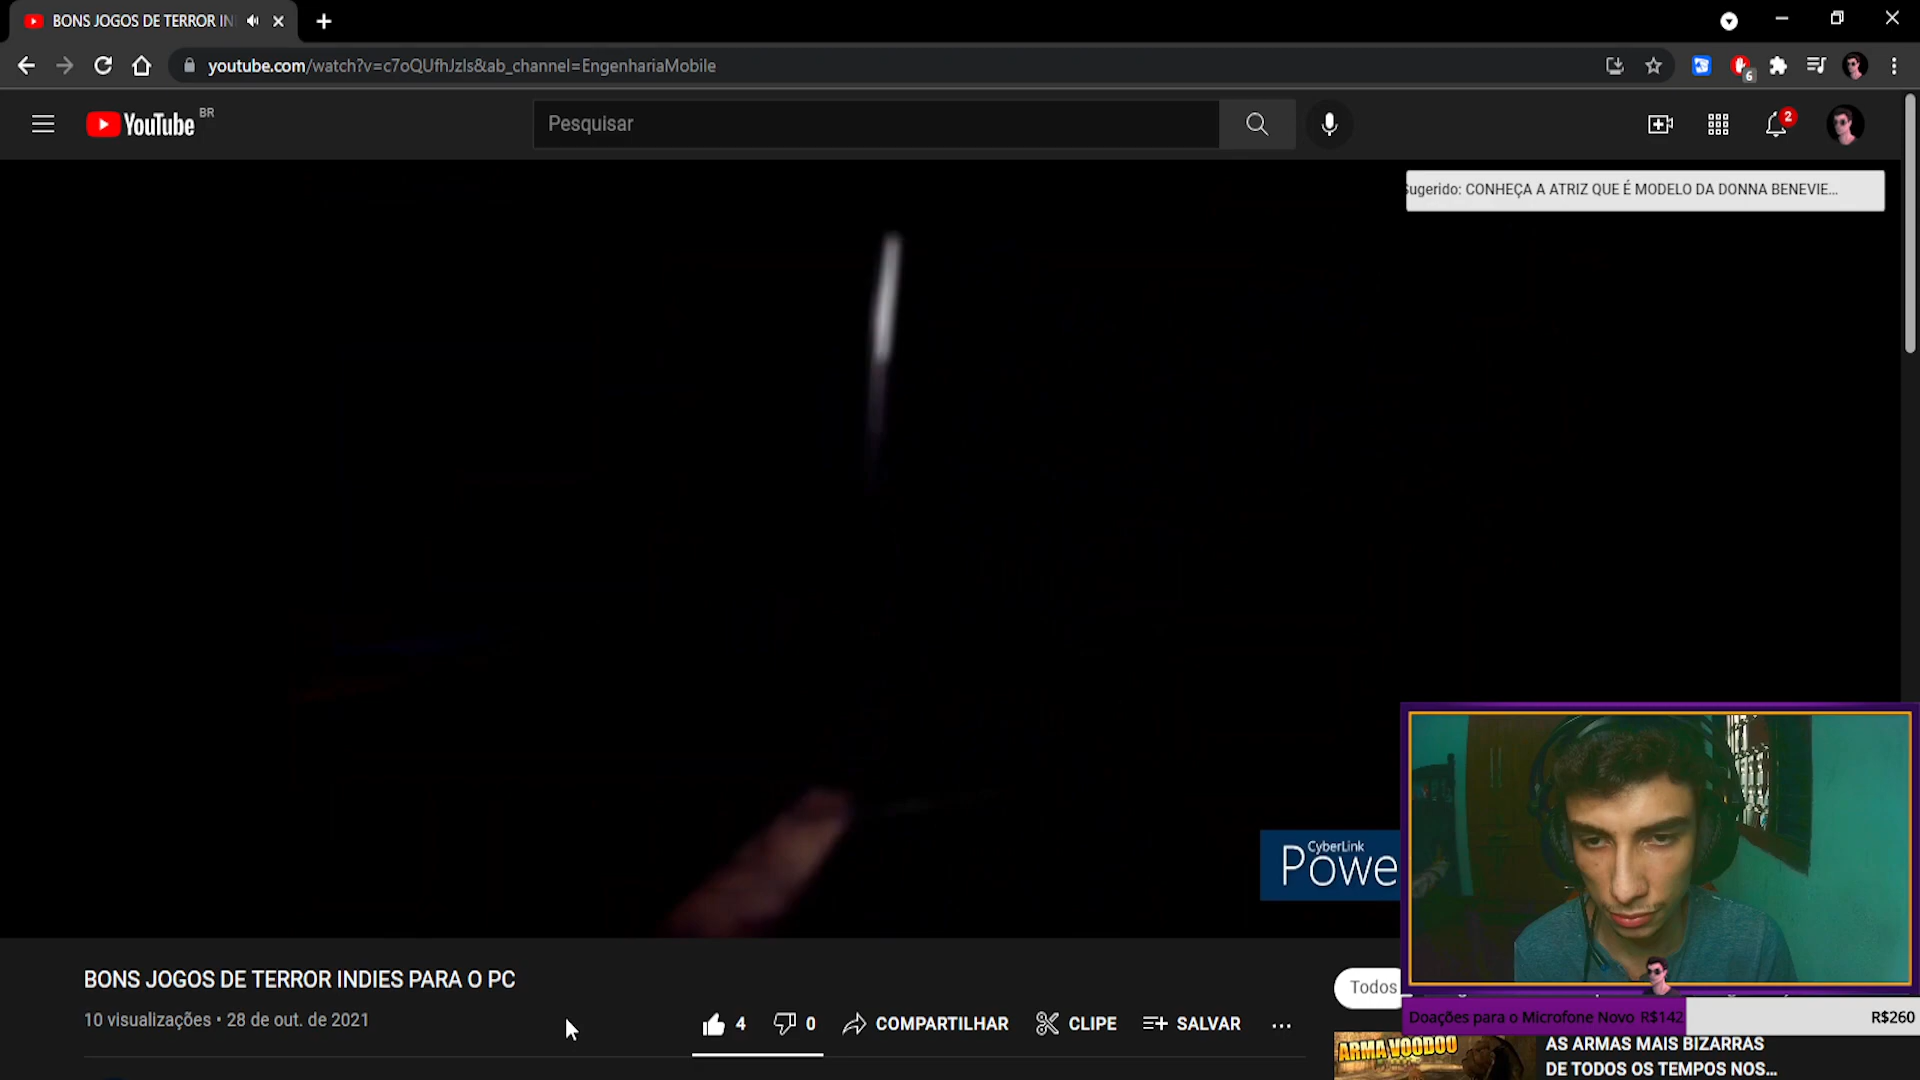 BONS JOGOS DE TERROR IN
youtube.com/watch?v=c7oQUfhJzIs&ab_channel=EngenhariaMobile
6
YouTube BR
Pesquisar
2
Sugerido: CONHEÇA A ATRIZ QUE É MODELO DA DONNA BENEVIE...
CyberLink
Powe
BONS JOGOS DE TERROR INDIES PARA O PC
10 visualizações • 28 de out. de 2021
4
0
COMPARTILHAR
CLIPE
SALVAR
Todos
Doações para o Microfone Novo R$142
R$260
ARMA VOODOO
AS ARMAS MAIS BIZARRAS
DE TODOS OS TEMPOS NOS...